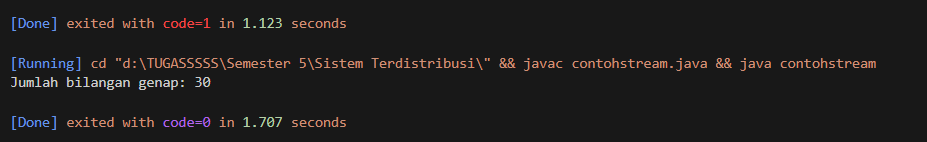 [Done] exited with code=1 in 1.123 seconds
[Running] cd "d:\TUGASSSSS\Semester 5\Sistem Terdistribusi\" && javac contohstream.java && java contohstream
Jumlah bilangan genap: 30
[Done] exited with code=0 in 1.707 seconds